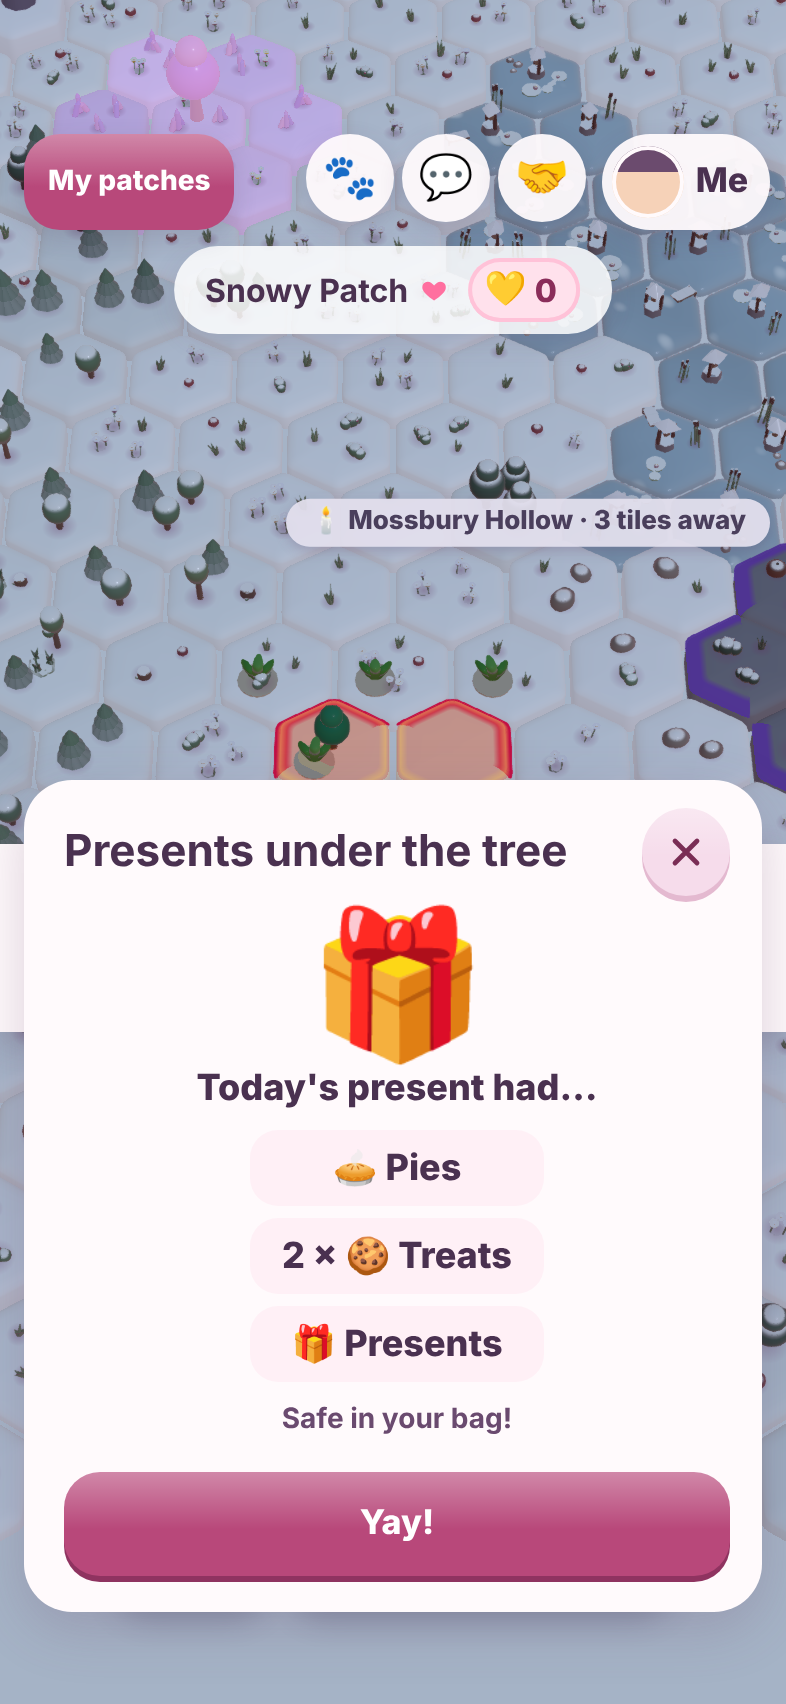 My patches
Me
Snowy Patch 0
Mossbury Hollow · 3 tiles away
Presents under the tree
Today's present had...
Pies
2 × Treats
Presents
Safe in your bag!
Yay!